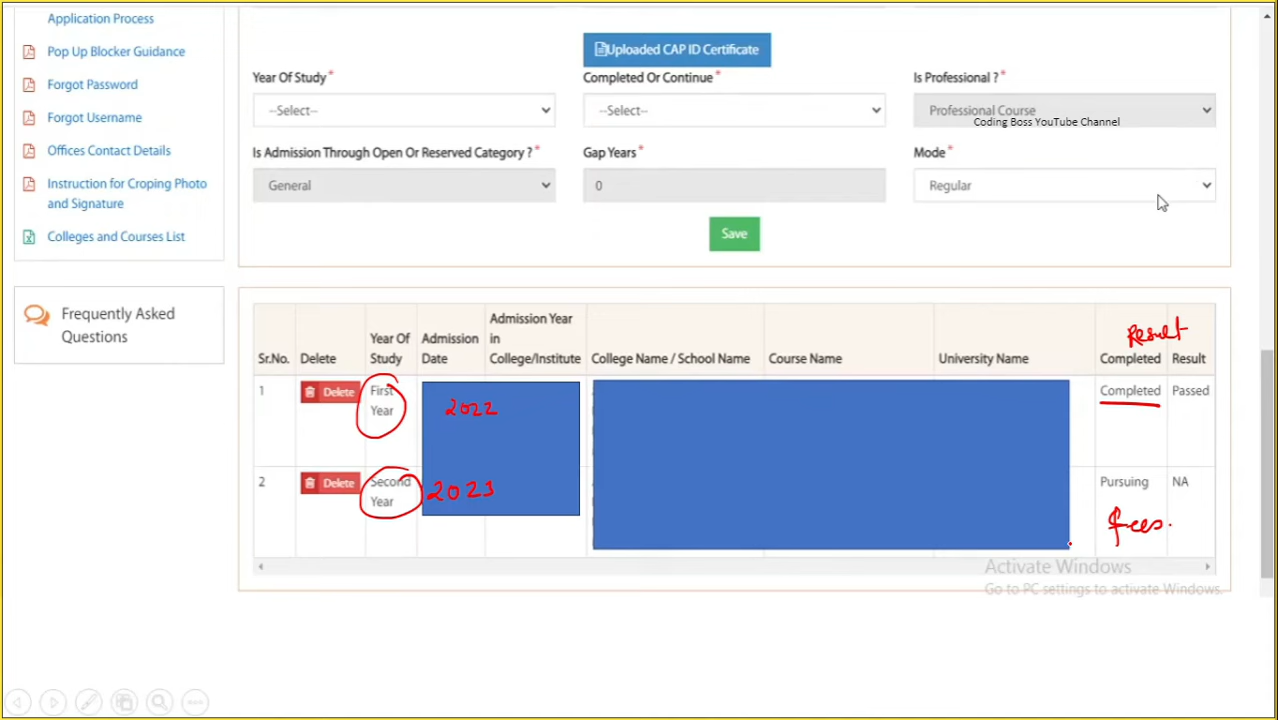 Application Process
Pop Up Blocker Guidance
Forgot Password
Forgot Username
Offices Contact Details
Instruction for Croping Photo
and Signature
Colleges and Courses List
Frequently Asked
Questions
Uploaded CAP ID Certificate
Year Of Study * Completed Or Continue * Is Professional ? *
--Select-- --Select-- Professional Course
Coding Boss YouTube Channel
Is Admission Through Open Or Reserved Category ? * Gap Years * Mode *
General 0 Regular
Save
Sr.No. Delete Year Of Study Admission Date Admission Year in College/Institute College Name / School Name Course Name University Name Completed Result
Result
1 Delete First Year 2022 Completed Passed
2 Delete Second Year 2023 Pursuing NA
fees.
Activate Windows
Go to PC settings to activate Windows.